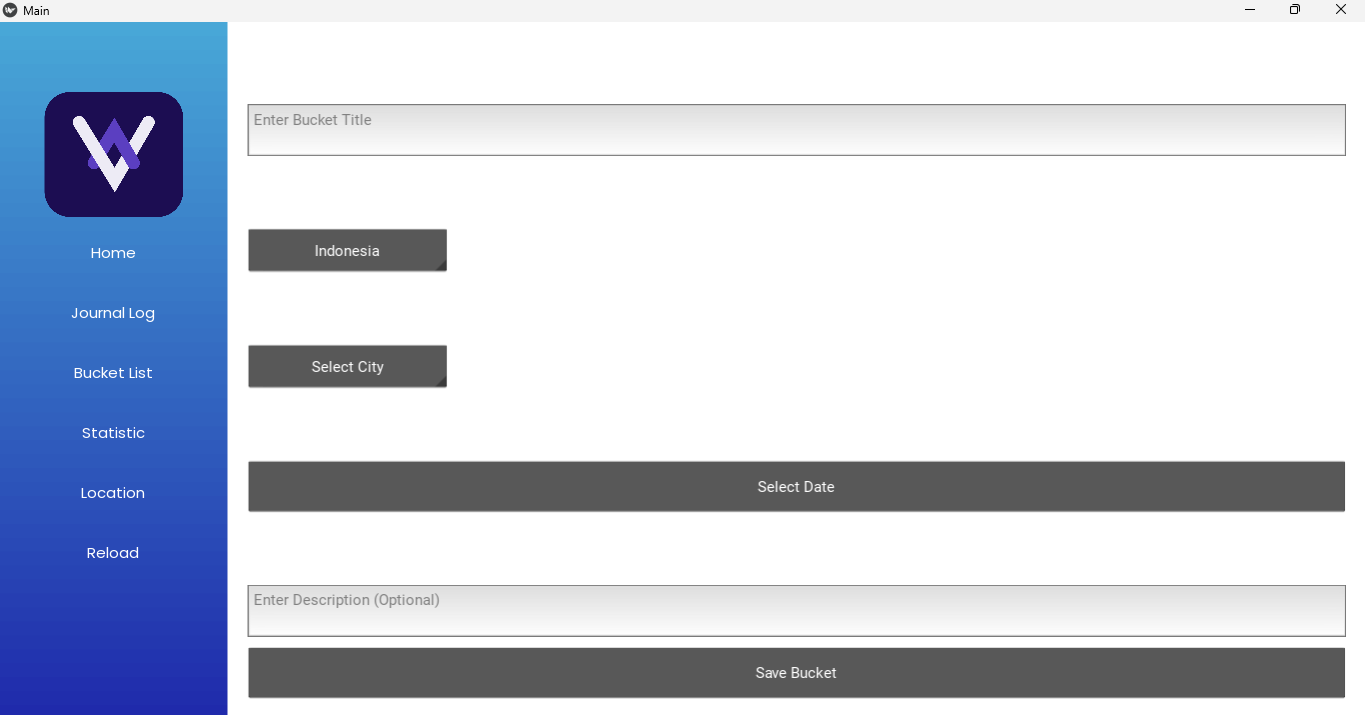 Main
Home
Journal Log
Bucket List
Statistic
Location
Reload
Enter Bucket Title
Indonesia
Select City
Select Date
Enter Description (Optional)
Save Bucket